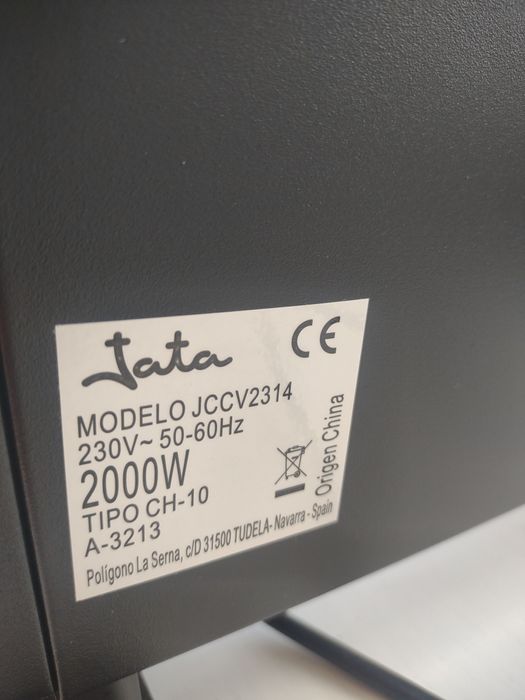 Jata
CE
MODELO JCCV2314
230V~ 50-60Hz
2000W
TIPO CH-10
A-3213
Origen China
Polígono La Serna, c/D 31500 TUDELA- Navarra - Spain